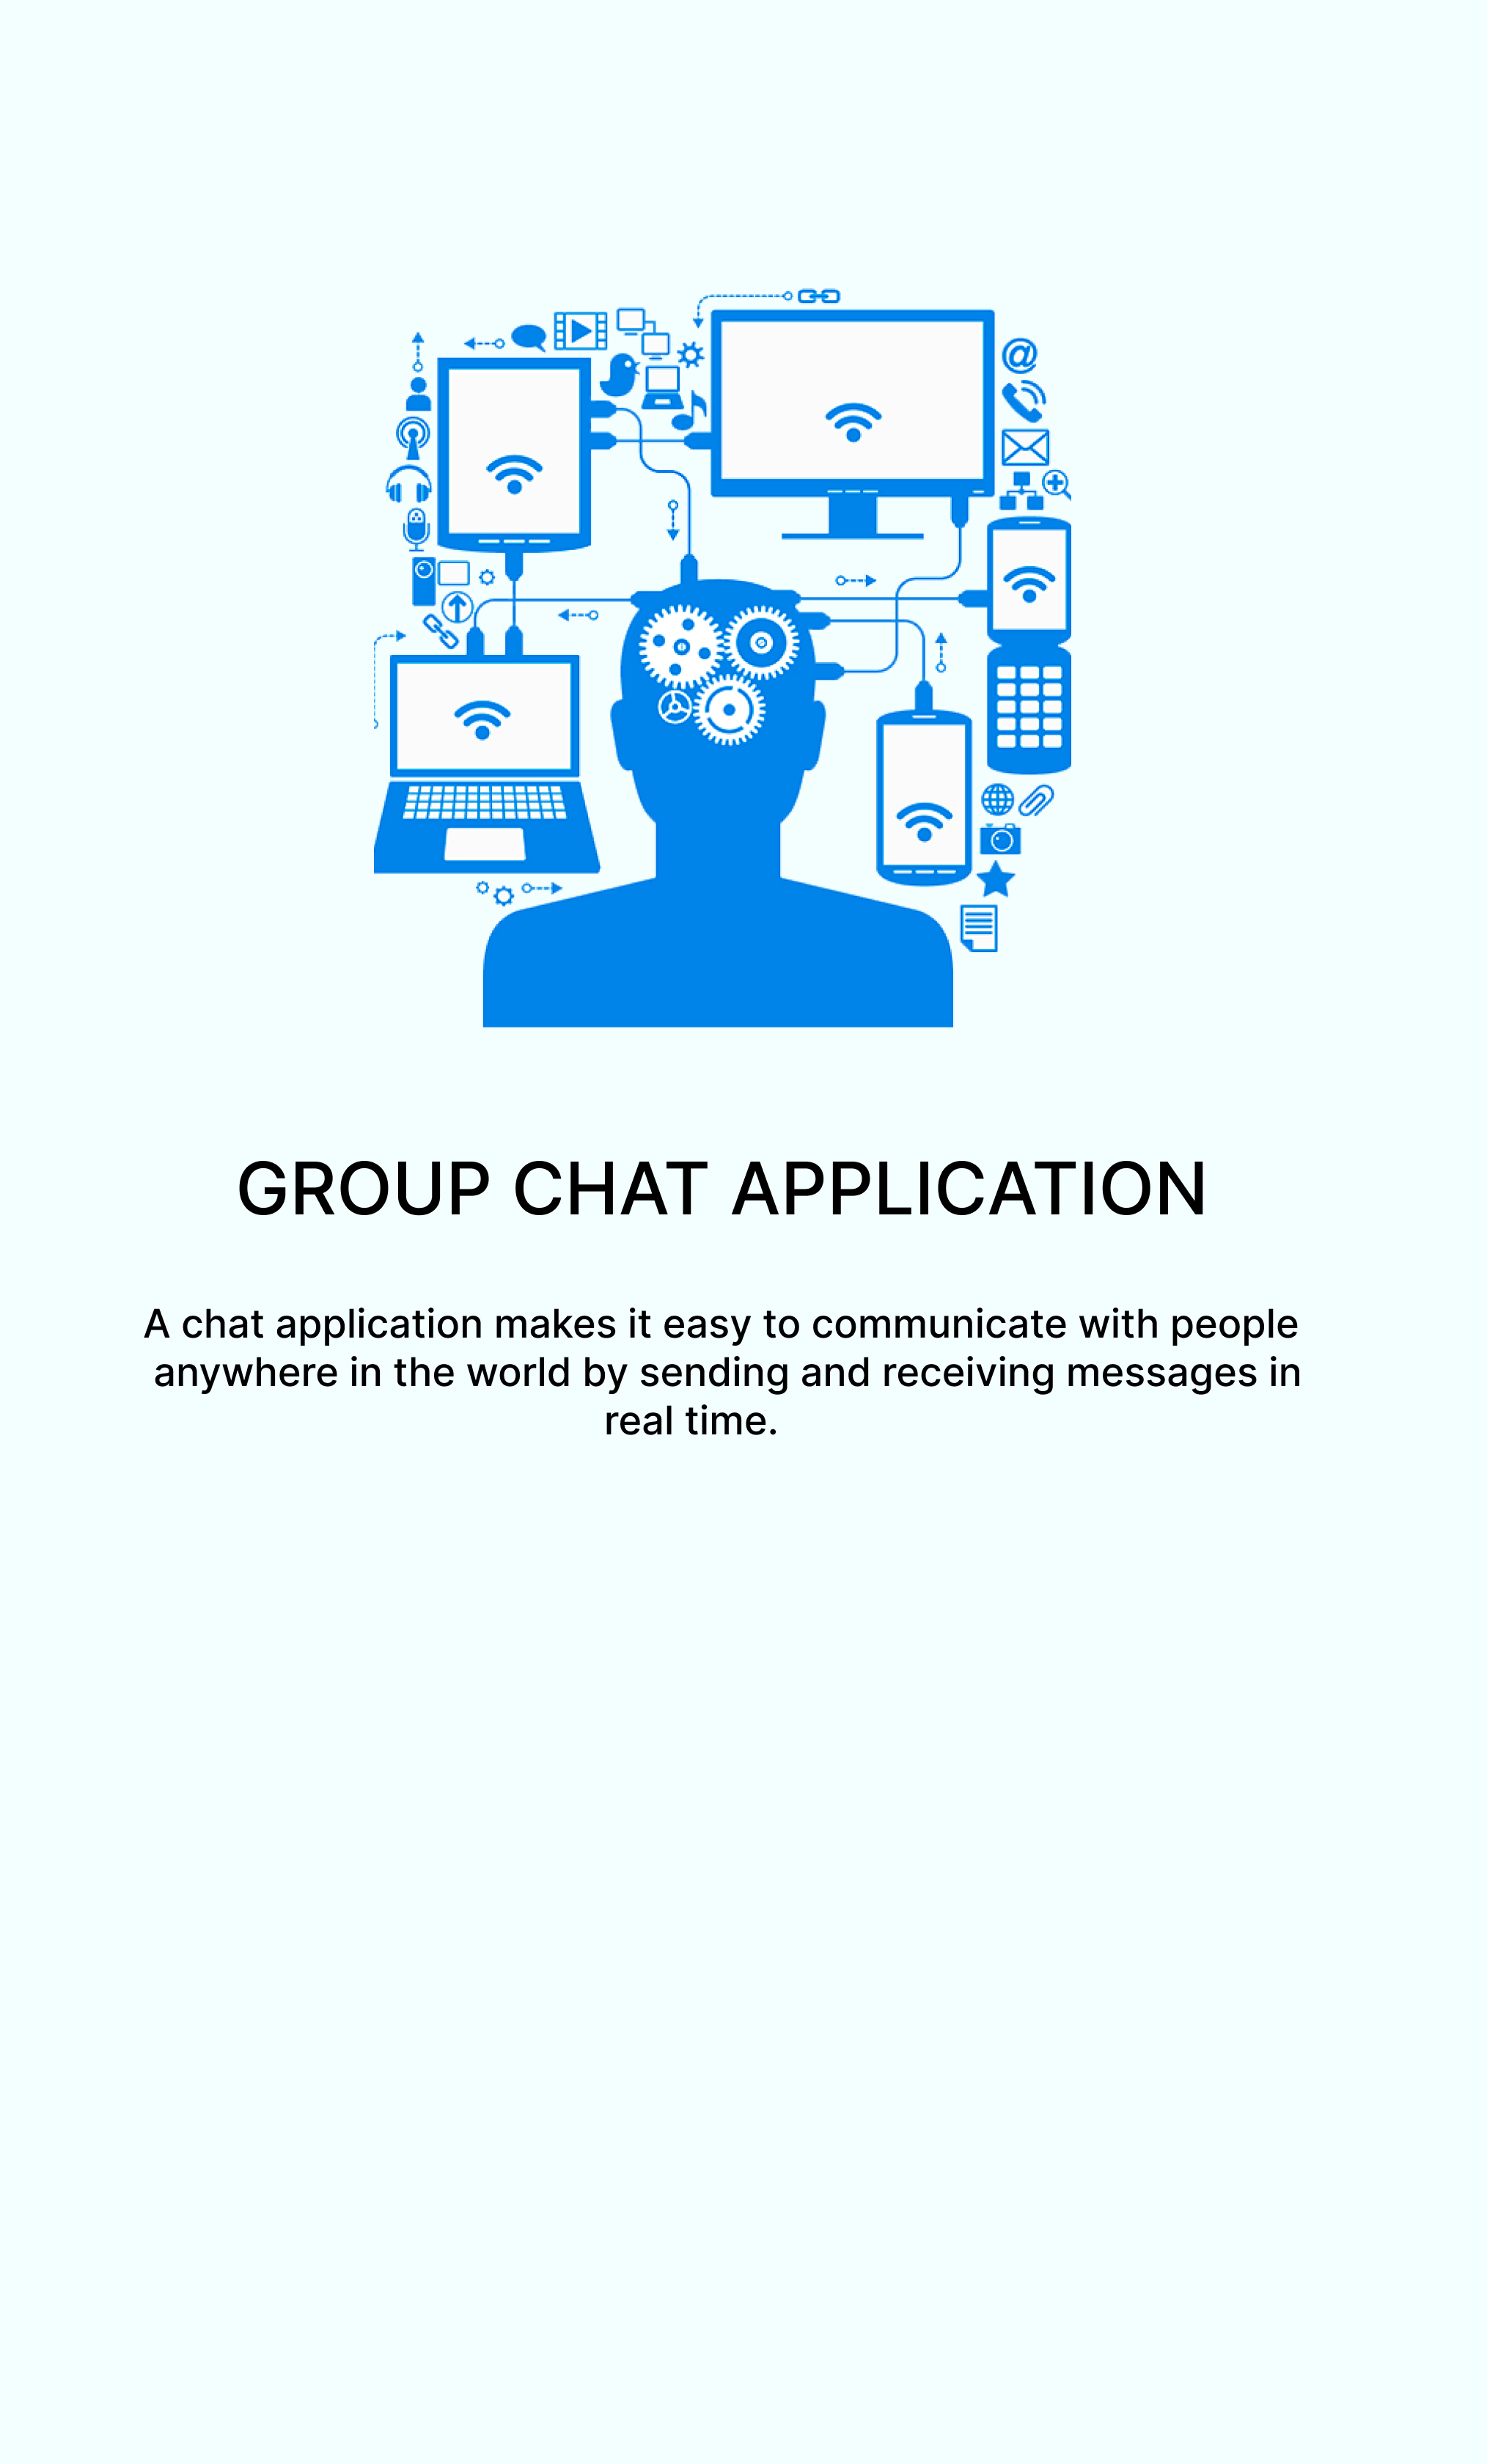 @
GROUP CHAT APPLICATION
A chat application makes it easy to communicate with people
anywhere in the world by sending and receiving messages in
real time.